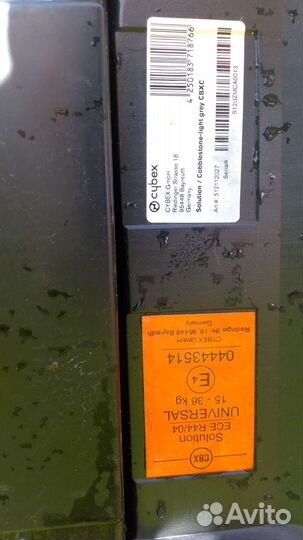 4 250183 718766
cybex
CYBEX GmbH
Riedinger Strasse 18
95448 Bayreuth
Germany
Solution / Cobblestone-light grey CBXC
Art.#: 512112027
Serial#:
S12UZMCA0013
CBX
Solution
ECE R44/04
UNIVERSAL
15 - 36 kg
E4
04443514
CYBEX GmbH
Riedinger Str. 18, 95448 Bayreuth
Germany
Avito